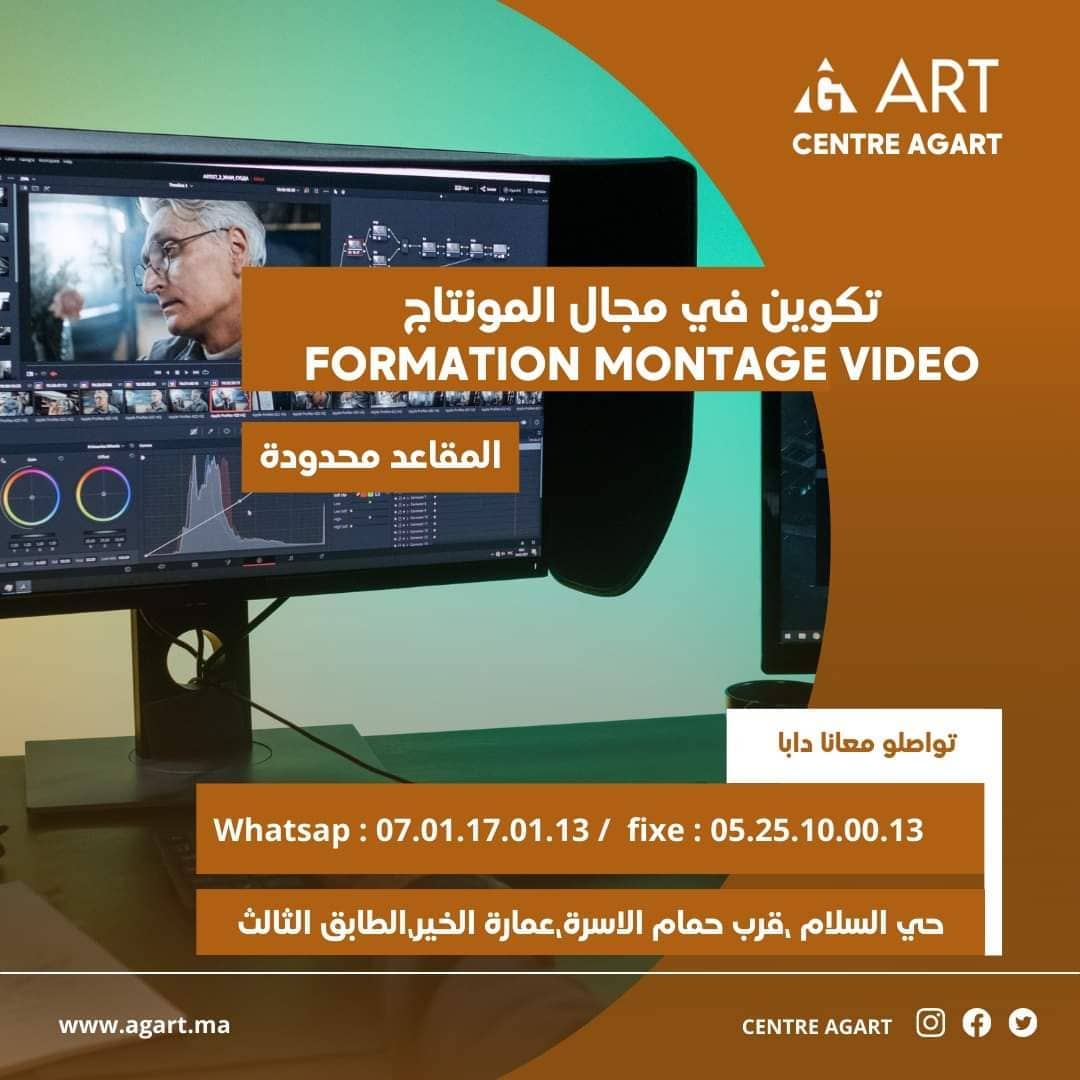 ART
CENTRE AGART
تكوين في مجال المونتاج
FORMATION MONTAGE VIDEO
المقاعد محدودة
تواصلو معانا دابا
Whatsap : 07.01.17.01.13 / fixe : 05.25.10.00.13
حي السلام ,قرب حمام الاسرة,عمارة الخير,الطابق الثالث
www.agart.ma
CENTRE AGART